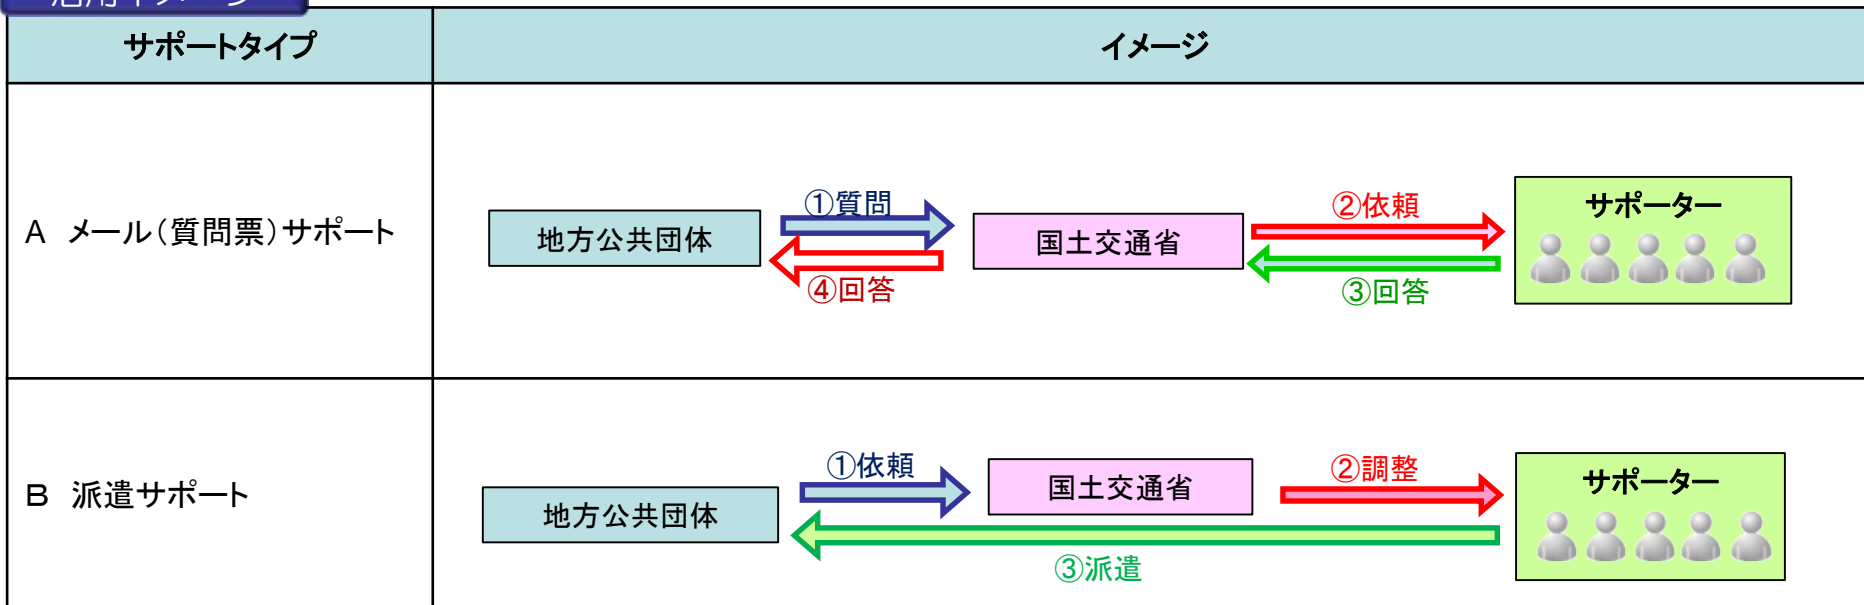 サポートタイプ
イメージ
A メール(質問票)サポート
①質問
②依頼
サポーター
地方公共団体
国土交通省
④回答
③回答
B 派遣サポート
①依頼
②調整
サポーター
地方公共団体
国土交通省
③派遣